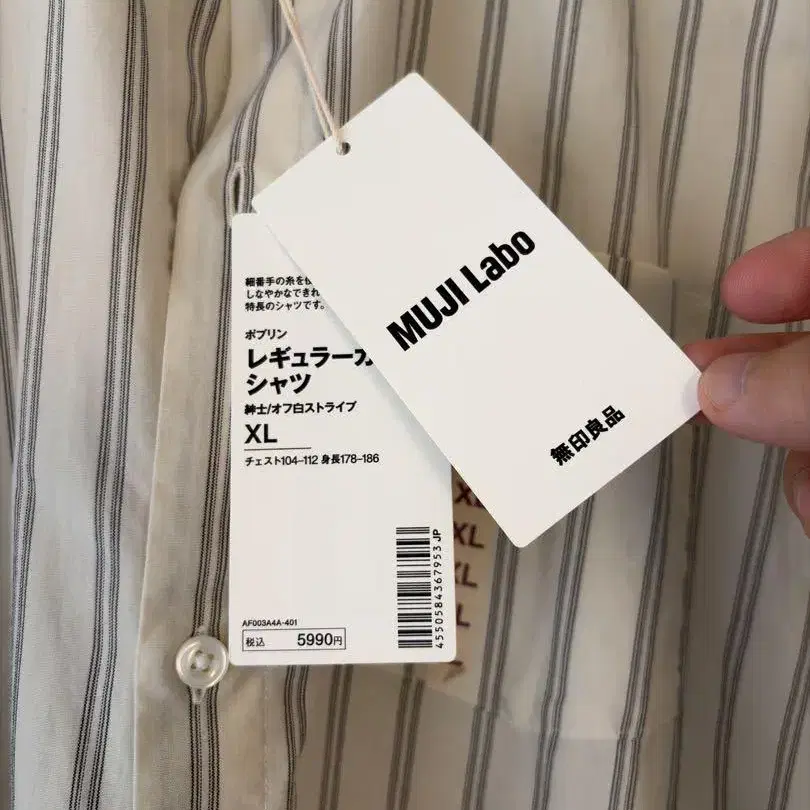 MUJI Labo
無印良品
細番手の糸を
しなやかできれ
特長のシャツです。
ポプリン
レギュラーカ
シャツ
紳士/オフ白ストライプ
XL
チェスト104–112 身長178–186
AF003A4A-401
税込 5990円
4550584367953 JP
XL
XL
XL